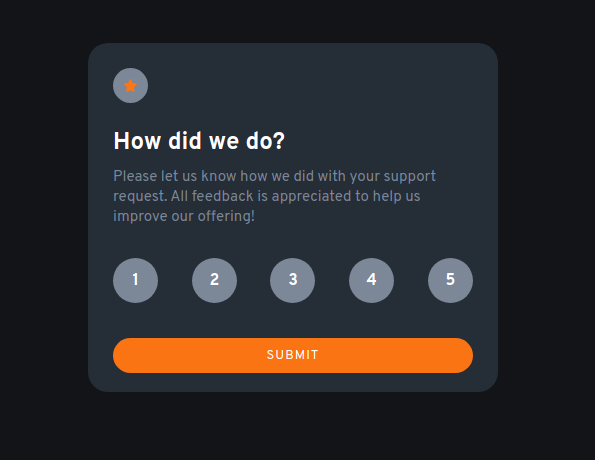 How did we do?
Please let us know how we did with your support
request. All feedback is appreciated to help us
improve our offering!
1 2 3 4 5
SUBMIT